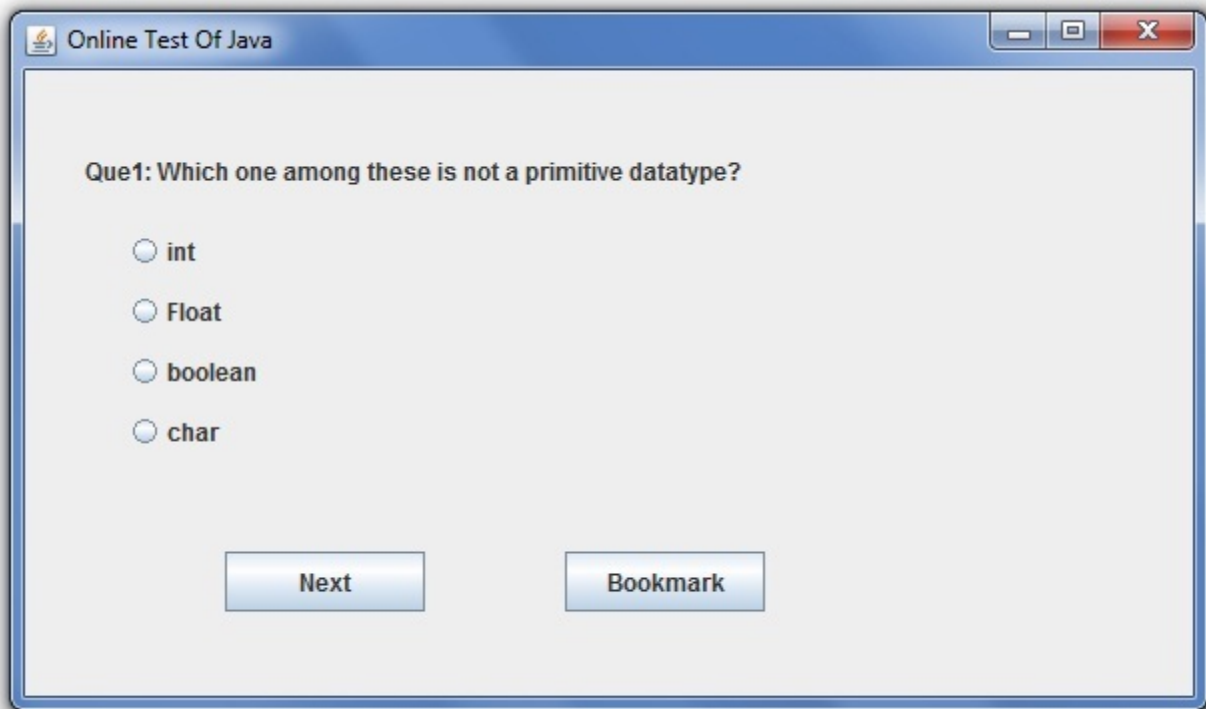 Online Test Of Java
Que1: Which one among these is not a primitive datatype?
int
Float
boolean
char
Next Bookmark